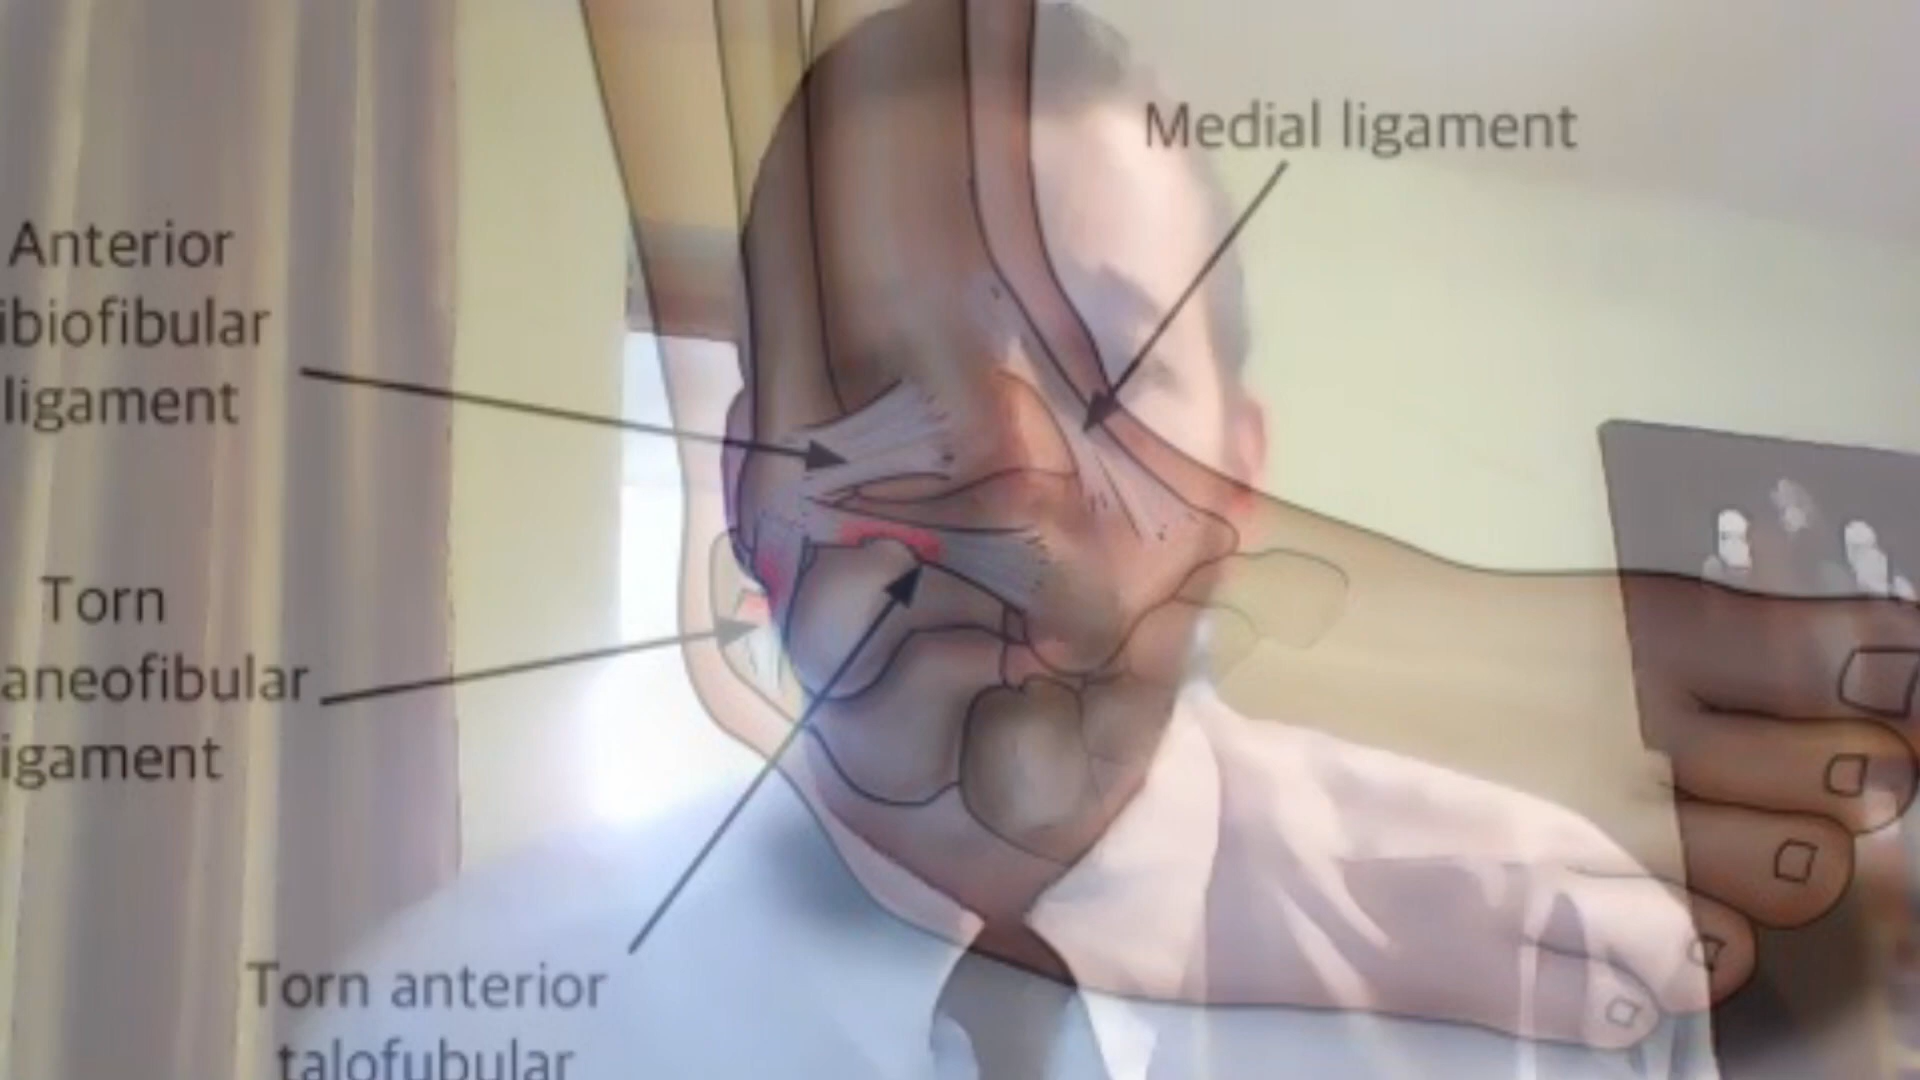 Medial ligament
Anterior
ibiofibular
ligament
Torn
aneofibular
igament
Torn anterior
talofubular